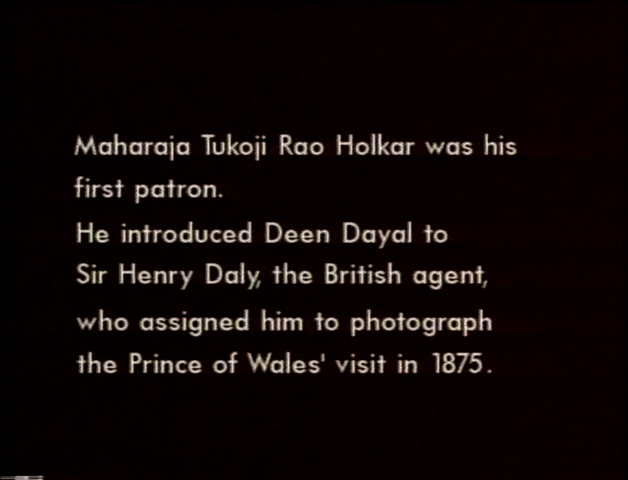 Maharaja Tukoji Rao Holkar was his
first patron.
He introduced Deen Dayal to
Sir Henry Daly, the British agent,
who assigned him to photograph
the Prince of Wales' visit in 1875.